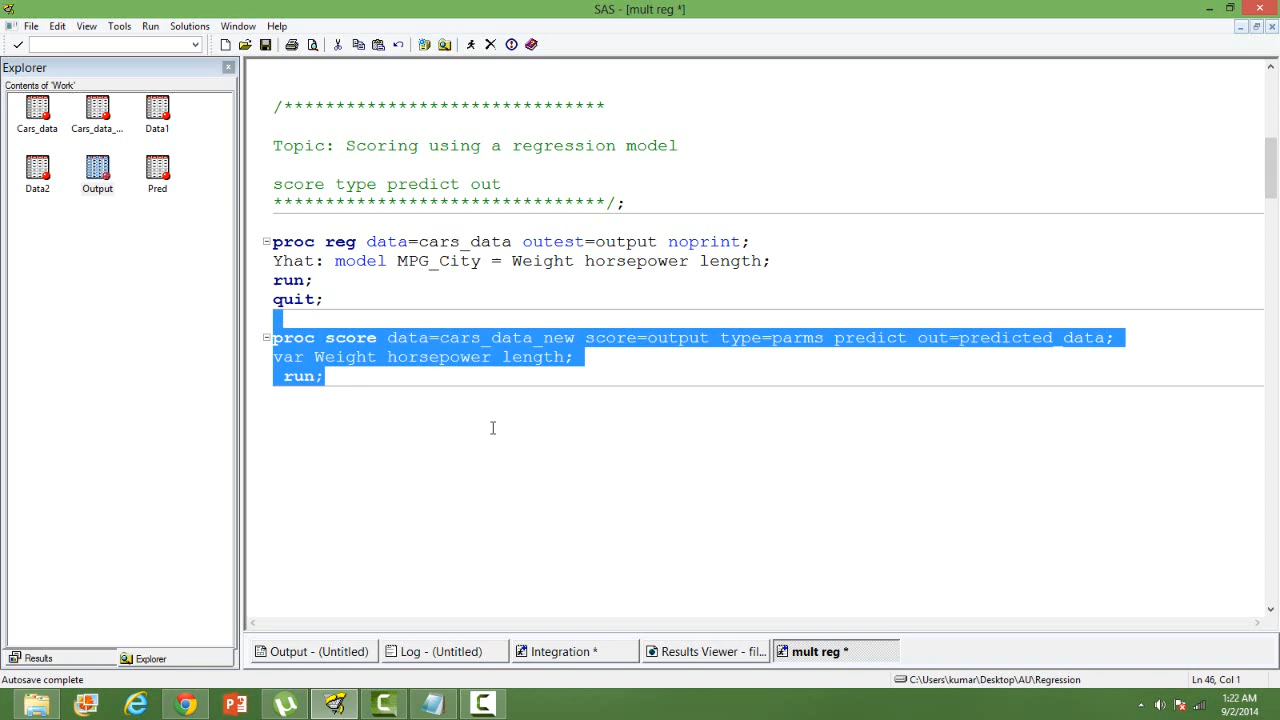 SAS - [mult reg *]
File Edit View Tools Run Solutions Window Help
Explorer
Contents of 'Work'
Cars_data Cars_data_... Data1
Data2 Output Pred
/*******************************
Topic: Scoring using a regression model
score type predict out
********************************/;
proc reg data=cars_data outest=output noprint;
Yhat: model MPG_City = Weight horsepower length;
run;
quit;
proc score data=cars_data_new score=output type=parms predict out=predicted_data;
var Weight horsepower length;
run;
Results Explorer
Output - (Untitled) Log - (Untitled) Integration * Results Viewer - fil... mult reg *
Autosave complete C:\Users\kumar\Desktop\AU\Regression Ln 46, Col 1
1:22 AM
9/2/2014